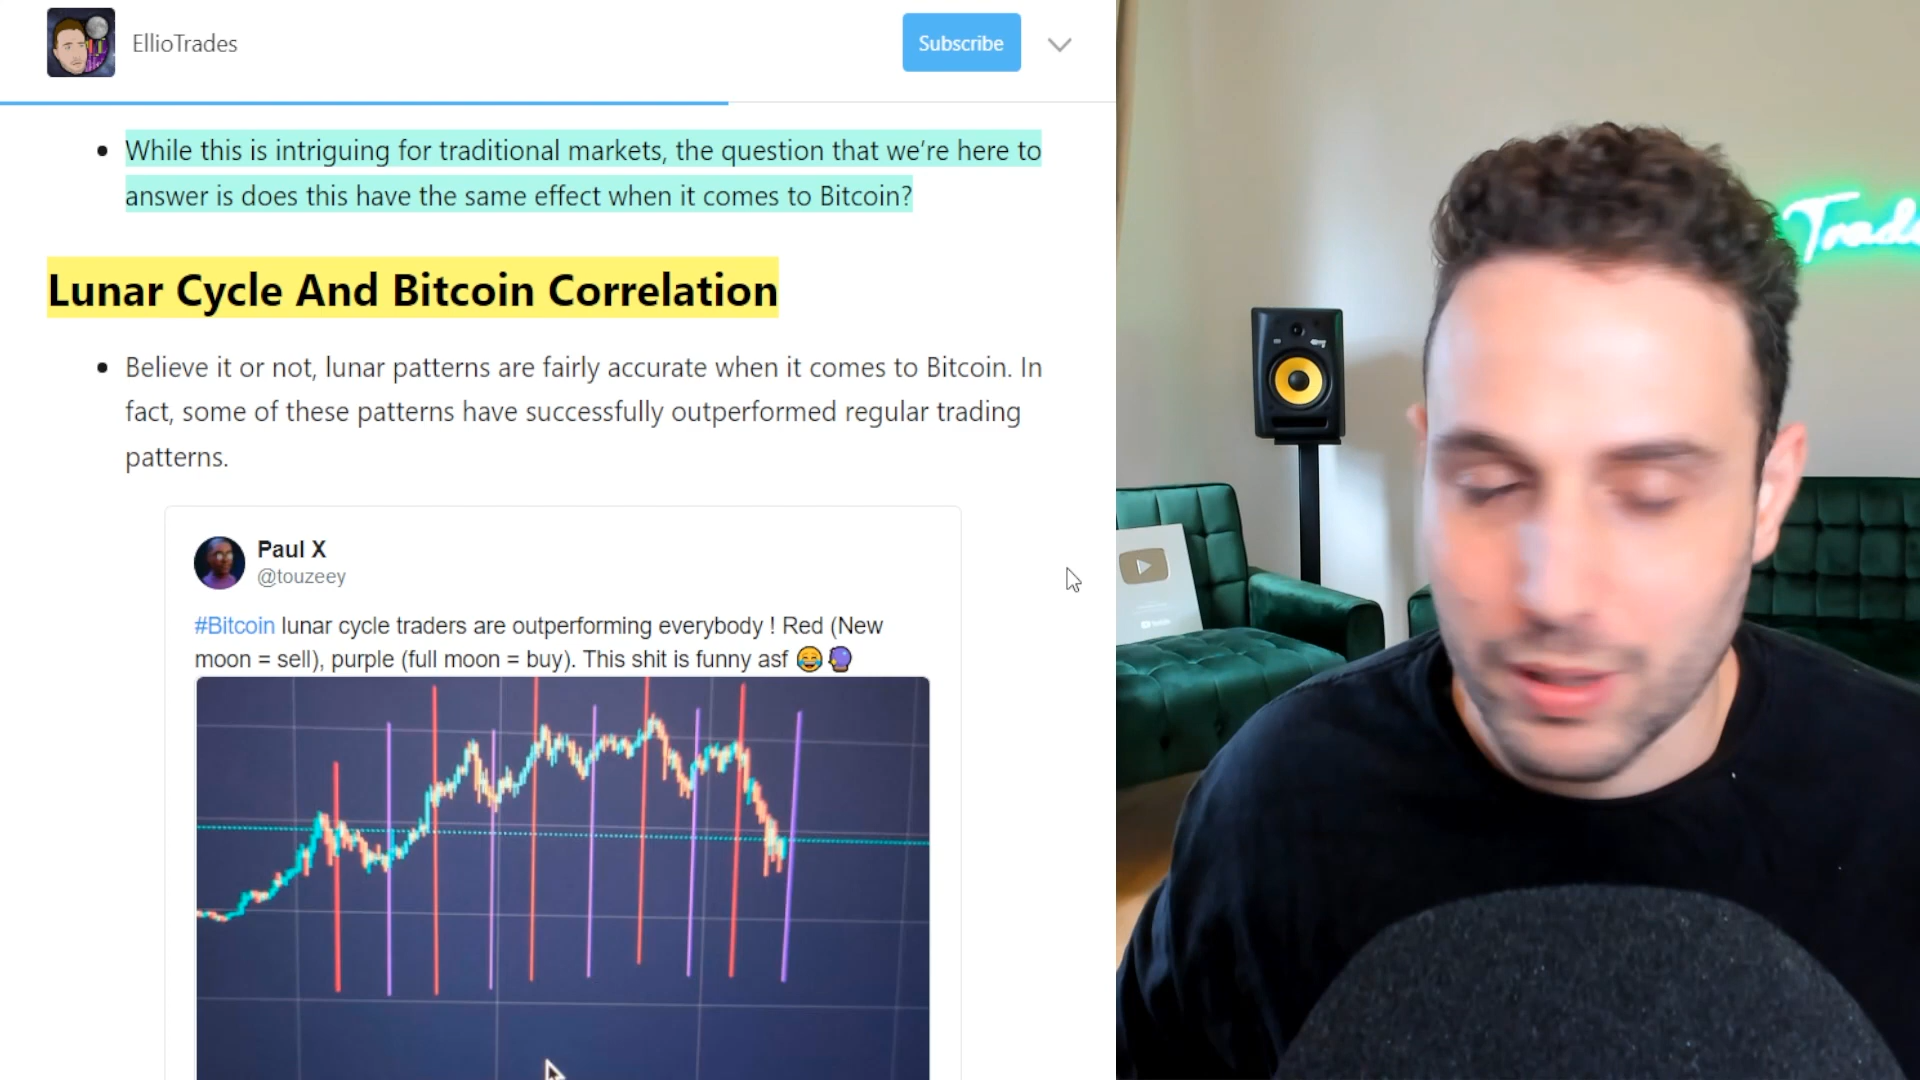 EllioTrades
Subscribe
While this is intriguing for traditional markets, the question that we’re here to
answer is does this have the same effect when it comes to Bitcoin?
Lunar Cycle And Bitcoin Correlation
Believe it or not, lunar patterns are fairly accurate when it comes to Bitcoin. In
fact, some of these patterns have successfully outperformed regular trading
patterns.
Paul X
@touzeey
#Bitcoin lunar cycle traders are outperforming everybody ! Red (New
moon = sell), purple (full moon = buy). This shit is funny asf 😂🔮